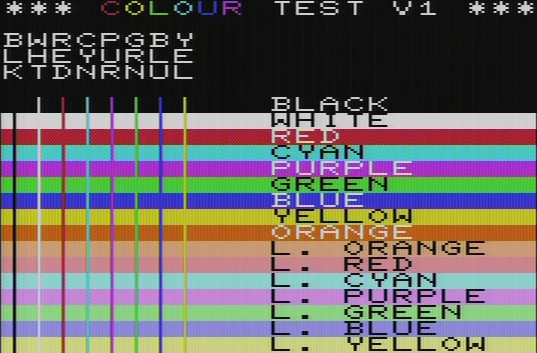 *** COLOUR TEST V1 ***
BWRCPGBY
LHEYURLE
KTDNRNUL
BLACK
WHITE
RED
CYAN
PURPLE
GREEN
BLUE
YELLOW
ORANGE
L. ORANGE
L. RED
L. CYAN
L. PURPLE
L. GREEN
L. BLUE
L. YELLOW